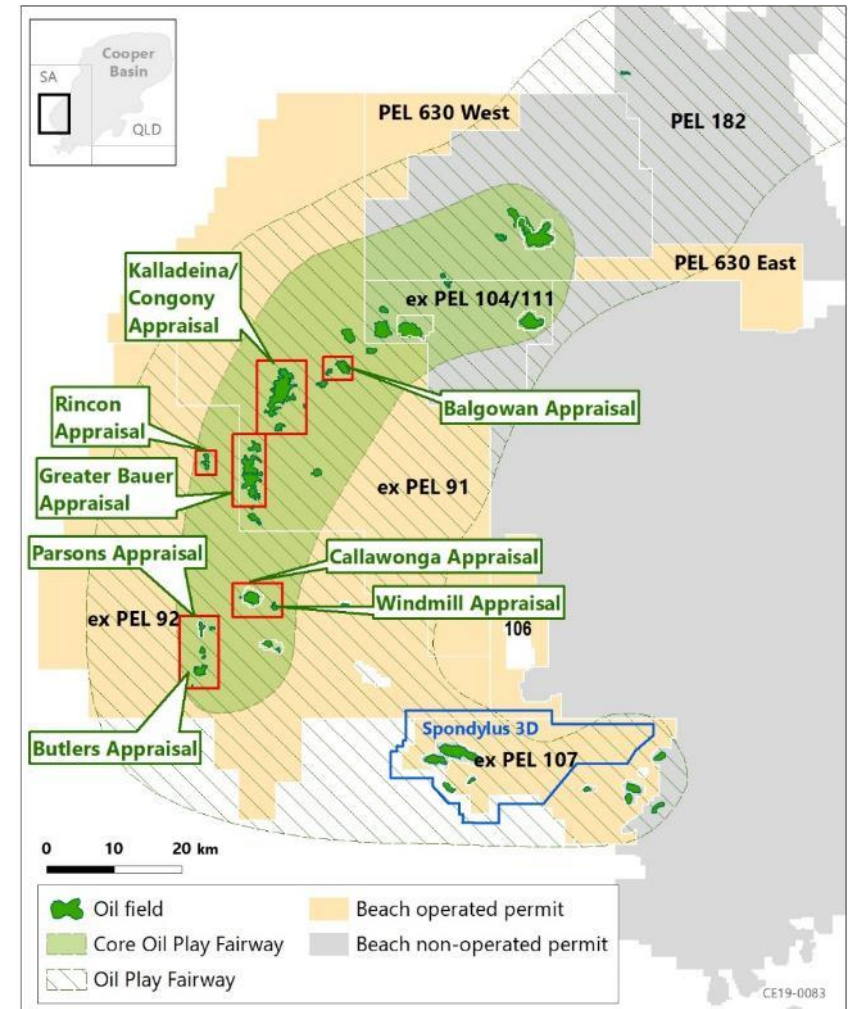 Cooper
Basin
SA
QLD
PEL 630 West
PEL 182
PEL 630 East
Kalladeina/
Congony
Appraisal
ex PEL 104/111
Balgowan Appraisal
Rincon
Appraisal
Greater Bauer
Appraisal
ex PEL 91
Parsons Appraisal
Callawonga Appraisal
Windmill Appraisal
ex PEL 92
106
Butlers Appraisal
Spondylus 3D
ex PEL 107
0 10 20 km
Oil field
Core Oil Play Fairway
Oil Play Fairway
Beach operated permit
Beach non-operated permit
CE19-0083